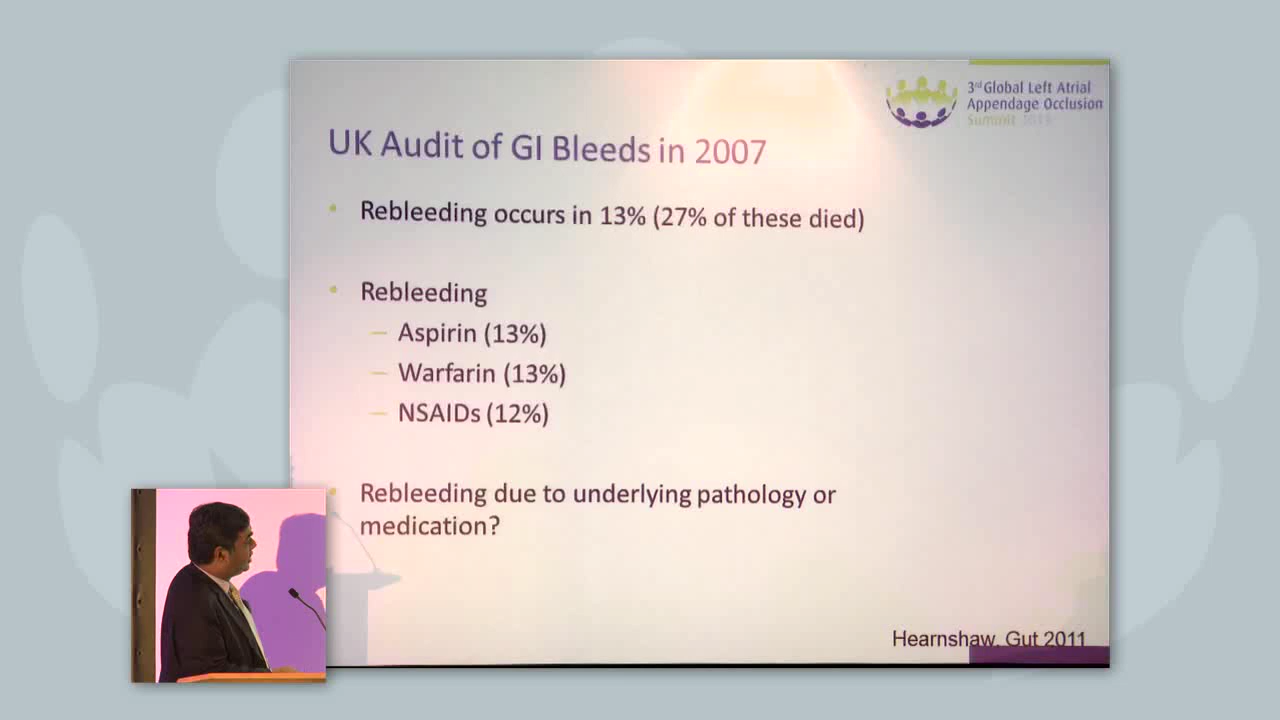 3rd Global Left Atrial
Appendage Occlusion
Summit
UK Audit of GI Bleeds in 2007
• Rebleeding occurs in 13% (27% of these died)
• Rebleeding
– Aspirin (13%)
– Warfarin (13%)
– NSAIDs (12%)
• Rebleeding due to underlying pathology or
medication?
Hearnshaw, Gut 2011